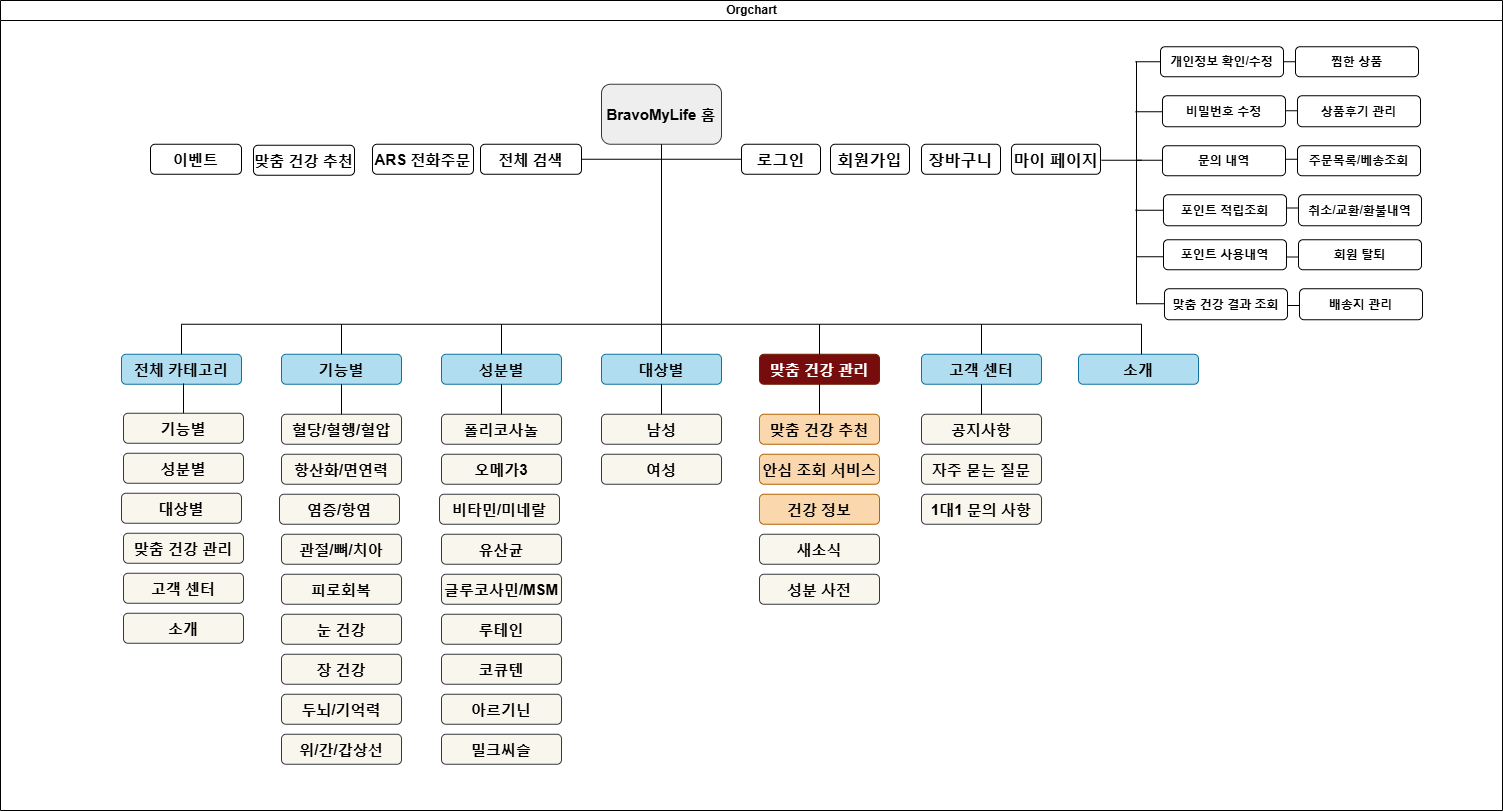 Orgchart
BravoMyLife 홈
이벤트
맞춤 건강 추천
ARS 전화주문
전체 검색
로그인
회원가입
장바구니
마이 페이지
개인정보 확인/수정
찜한 상품
비밀번호 수정
상품후기 관리
문의 내역
주문목록/배송조회
포인트 적립조회
취소/교환/환불내역
포인트 사용내역
회원 탈퇴
맞춤 건강 결과 조회
배송지 관리
전체 카테고리
기능별
성분별
대상별
맞춤 건강 관리
고객 센터
소개
기능별
혈당/혈행/혈압
항산화/면연력
염증/항염
관절/뼈/치아
피로회복
눈 건강
장 건강
두뇌/기억력
위/간/갑상선
성분별
폴리코사놀
오메가3
비타민/미네랄
유산균
글루코사민/MSM
루테인
코큐텐
아르기닌
밀크씨슬
대상별
남성
여성
맞춤 건강 관리
맞춤 건강 추천
안심 조회 서비스
건강 정보
새소식
성분 사전
고객 센터
공지사항
자주 묻는 질문
1대1 문의 사항
소개